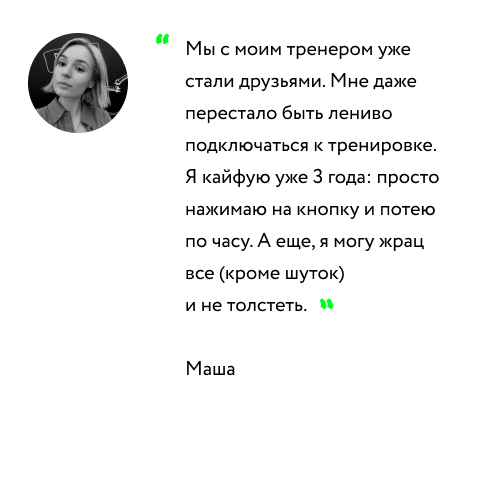 “ Мы с моим тренером уже
стали друзьями. Мне даже
перестало быть лениво
подключаться к тренировке.
Я кайфую уже 3 года: просто
нажимаю на кнопку и потею
по часу. А еще, я могу жрац
все (кроме шуток)
и не толстеть. ”
Маша